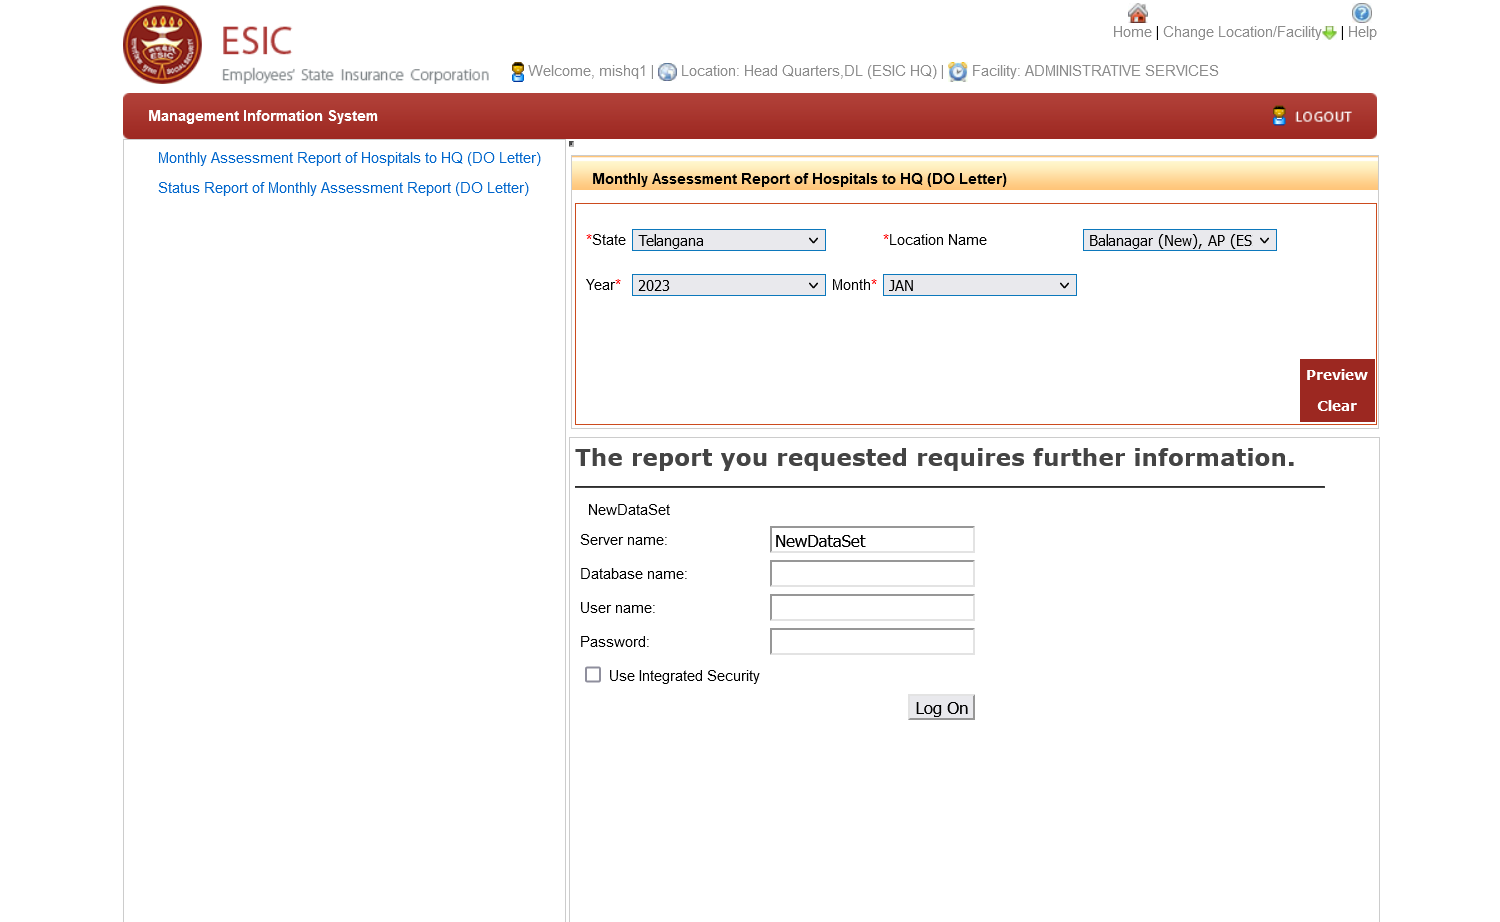 ESIC
Employees' State Insurance Corporation
Home | Change Location/Facility | Help
Welcome, mishq1 | Location: Head Quarters,DL (ESIC HQ) | Facility: ADMINISTRATIVE SERVICES
Management Information System
LOGOUT
Monthly Assessment Report of Hospitals to HQ (DO Letter)
Status Report of Monthly Assessment Report (DO Letter)
Monthly Assessment Report of Hospitals to HQ (DO Letter)
*State Telangana *Location Name Balanagar (New), AP (ES
Year* 2023 Month* JAN
Preview
Clear
The report you requested requires further information.
NewDataSet
Server name: NewDataSet
Database name:
User name:
Password:
Use Integrated Security
Log On